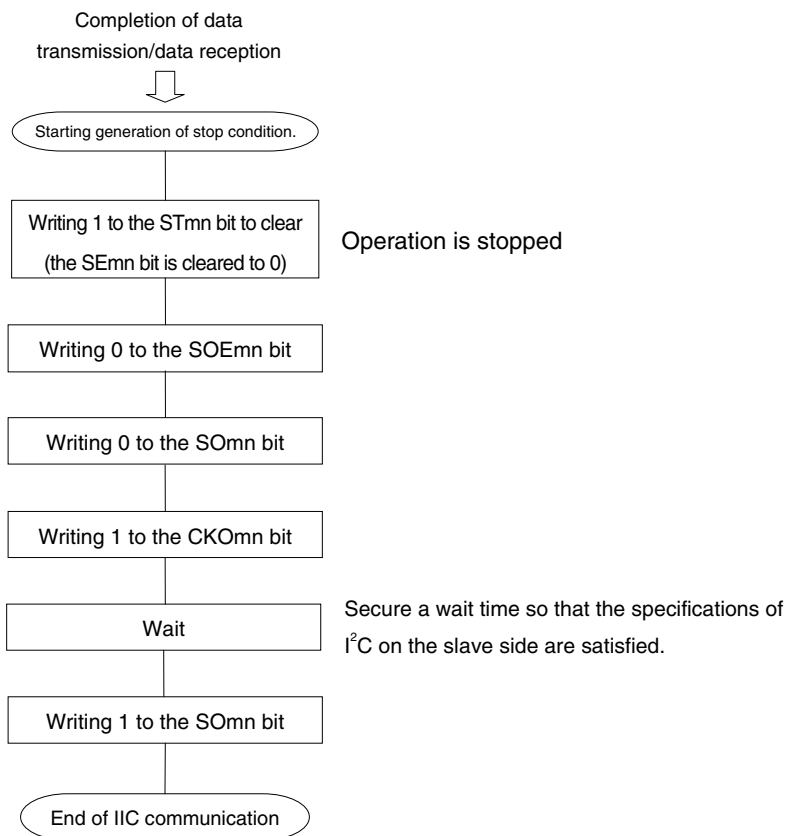 Completion of data
transmission/data reception
Starting generation of stop condition.
Writing 1 to the STmn bit to clear
(the SEmn bit is cleared to 0)
Operation is stopped
Writing 0 to the SOEmn bit
Writing 0 to the SOmn bit
Writing 1 to the CKOmn bit
Wait
Secure a wait time so that the specifications of
I²C on the slave side are satisfied.
Writing 1 to the SOmn bit
End of IIC communication